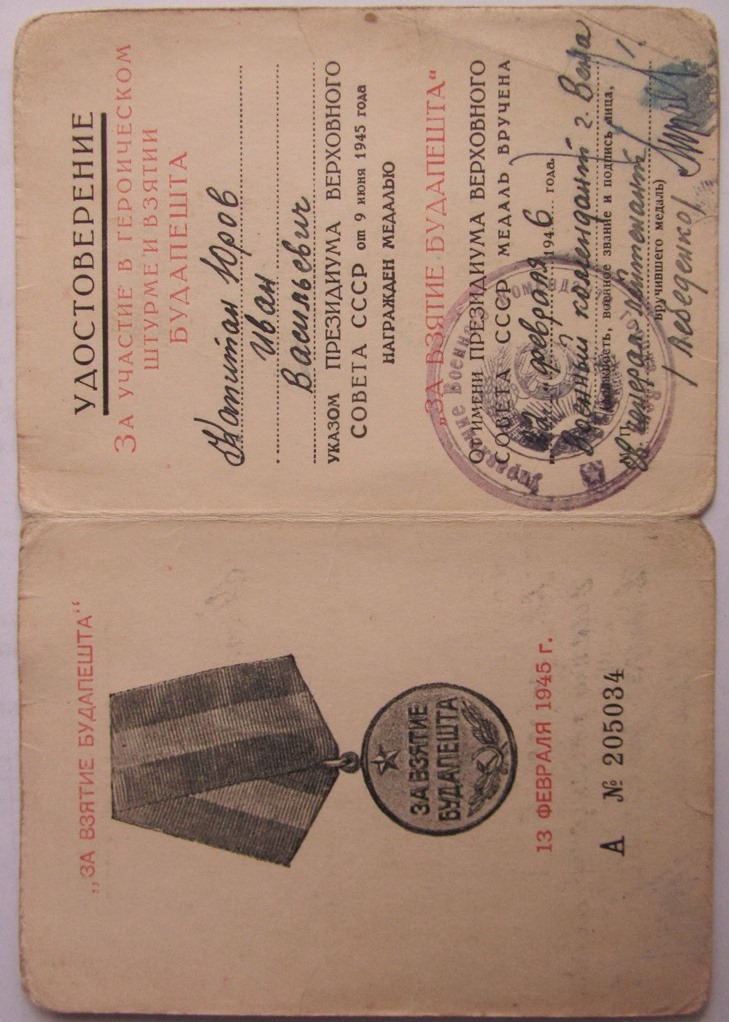 „ЗА ВЗЯТИЕ БУДАПЕШТА“
ЗА ВЗЯТИЕ
БУДАПЕШТА
13 ФЕВРАЛЯ 1945 г.
А № 205034
УДОСТОВЕРЕНИЕ
ЗА УЧАСТИЕ В ГЕРОИЧЕСКОМ
ШТУРМЕ И ВЗЯТИИ
БУДАПЕШТА
Капитан Юров
Иван
Васильевич
УКАЗОМ ПРЕЗИДИУМА ВЕРХОВНОГО
СОВЕТА СССР от 9 июня 1945 года
НАГРАЖДЕН МЕДАЛЬЮ
„ЗА ВЗЯТИЕ БУДАПЕШТА“
ОТ ИМЕНИ ПРЕЗИДИУМА ВЕРХОВНОГО
СОВЕТА СССР МЕДАЛЬ ВРУЧЕНА
февраля 1946 года.
Военный комендант г. Вена
(должность, военное звание и подпись лица,
М.П. Генерал-лейтенант
вручившего медаль)
/Лебеденко/
Управление Военн